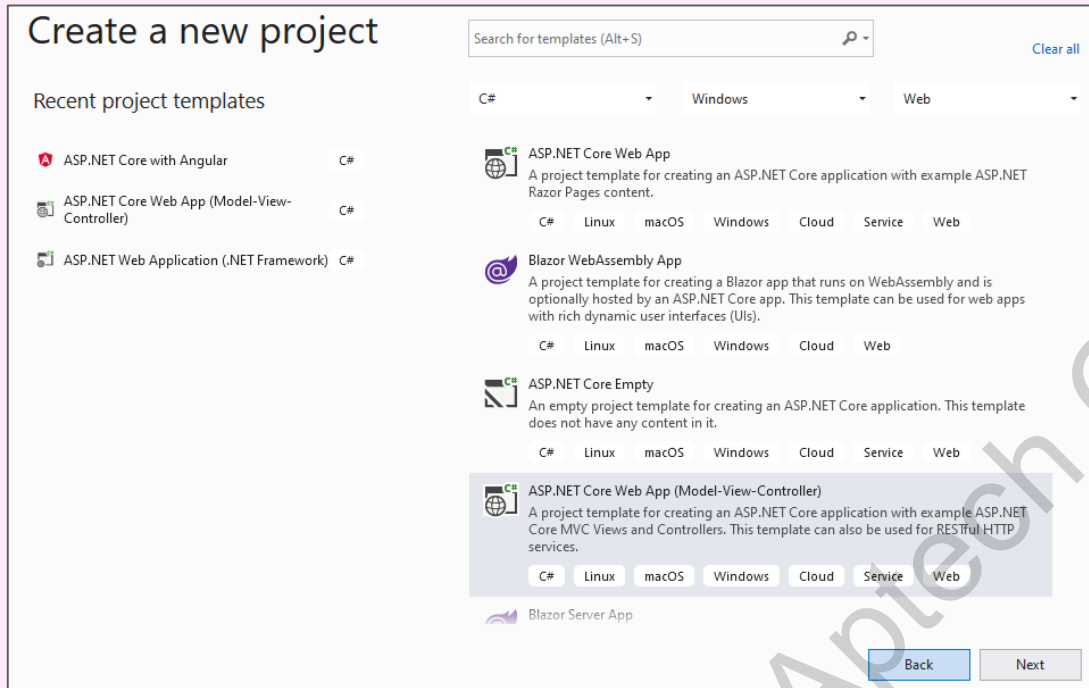 Create a new project
Search for templates (Alt+S)
Clear all
Recent project templates
C#
Windows
Web
ASP.NET Core with Angular
C#
ASP.NET Core Web App (Model-View-
Controller)
C#
ASP.NET Web Application (.NET Framework)
C#
C#
ASP.NET Core Web App
A project template for creating an ASP.NET Core application with example ASP.NET
Razor Pages content.
C# Linux macOS Windows Cloud Service Web
Blazor WebAssembly App
A project template for creating a Blazor app that runs on WebAssembly and is
optionally hosted by an ASP.NET Core app. This template can be used for web apps
with rich dynamic user interfaces (UIs).
C# Linux macOS Windows Cloud Web
C#
ASP.NET Core Empty
An empty project template for creating an ASP.NET Core application. This template
does not have any content in it.
C# Linux macOS Windows Cloud Service Web
C#
ASP.NET Core Web App (Model-View-Controller)
A project template for creating an ASP.NET Core application with example ASP.NET
Core MVC Views and Controllers. This template can also be used for RESTful HTTP
services.
C# Linux macOS Windows Cloud Service Web
Blazor Server App
Back
Next
Aptech